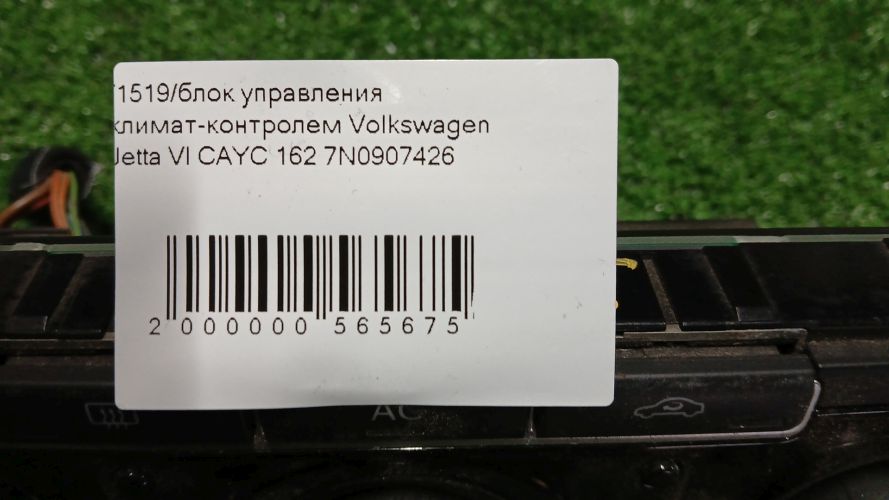 1519/блок управления
климат-контролем Volkswagen
Jetta VI CAYC 162 7N0907426
2 000000 565675
AC